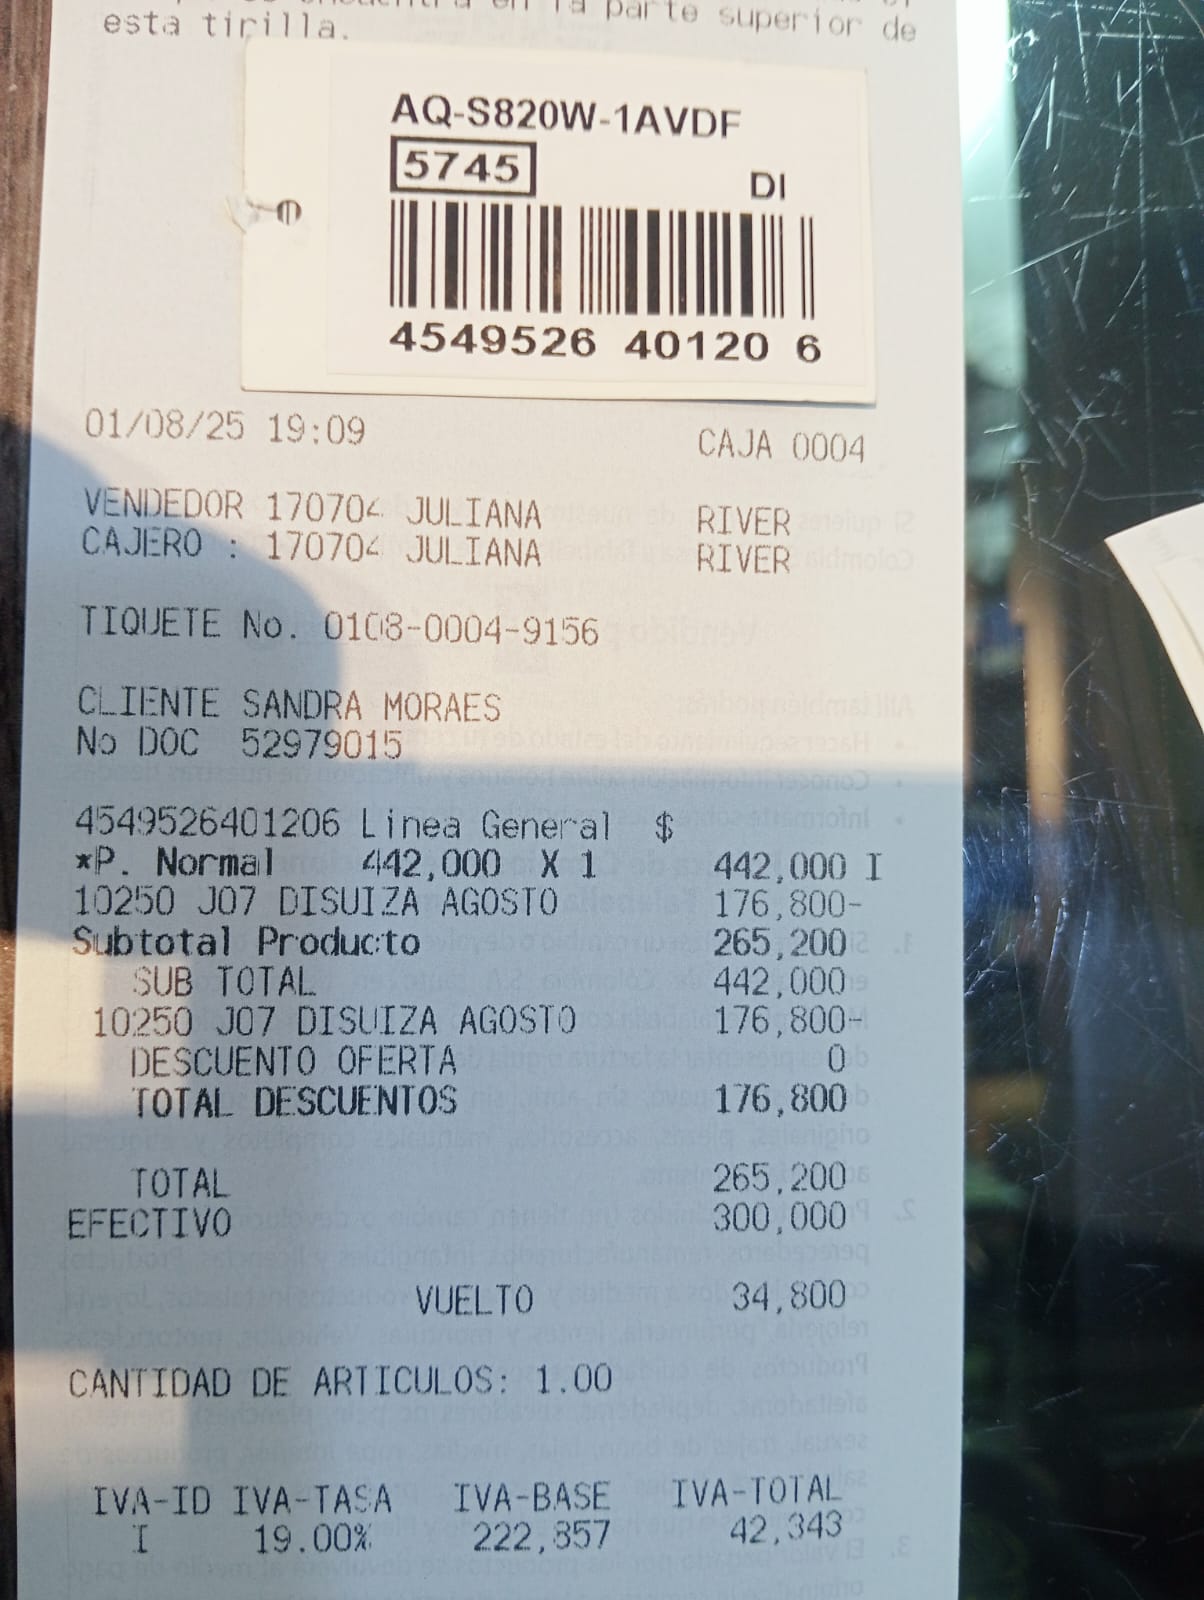 en la parte superior de
esta tirilla.
AQ-S820W-1AVDF
5745
DI
4549526 40120 6
01/08/25 19:09 CAJA 0004
VENDEDOR 170704 JULIANA RIVER
CAJERO : 170704 JULIANA RIVER
TIQUETE No. 0108-0004-9156
CLIENTE SANDRA MORAES
No DOC 52979015
4549526401206 Linea General $
*P. Normal 442,000 X 1 442,000 I
10250 J07 DISUIZA AGOSTO 176,800-
Subtotal Producto 265,200
SUB TOTAL 442,000
10250 J07 DISUIZA AGOSTO 176,800-
DESCUENTO OFERTA 0
TOTAL DESCUENTOS 176,800
TOTAL 265,200
EFECTIVO 300,000
VUELTO 34,800
CANTIDAD DE ARTICULOS: 1.00
IVA-ID IVA-TASA IVA-BASE IVA-TOTAL
I 19.00% 222,857 42,343